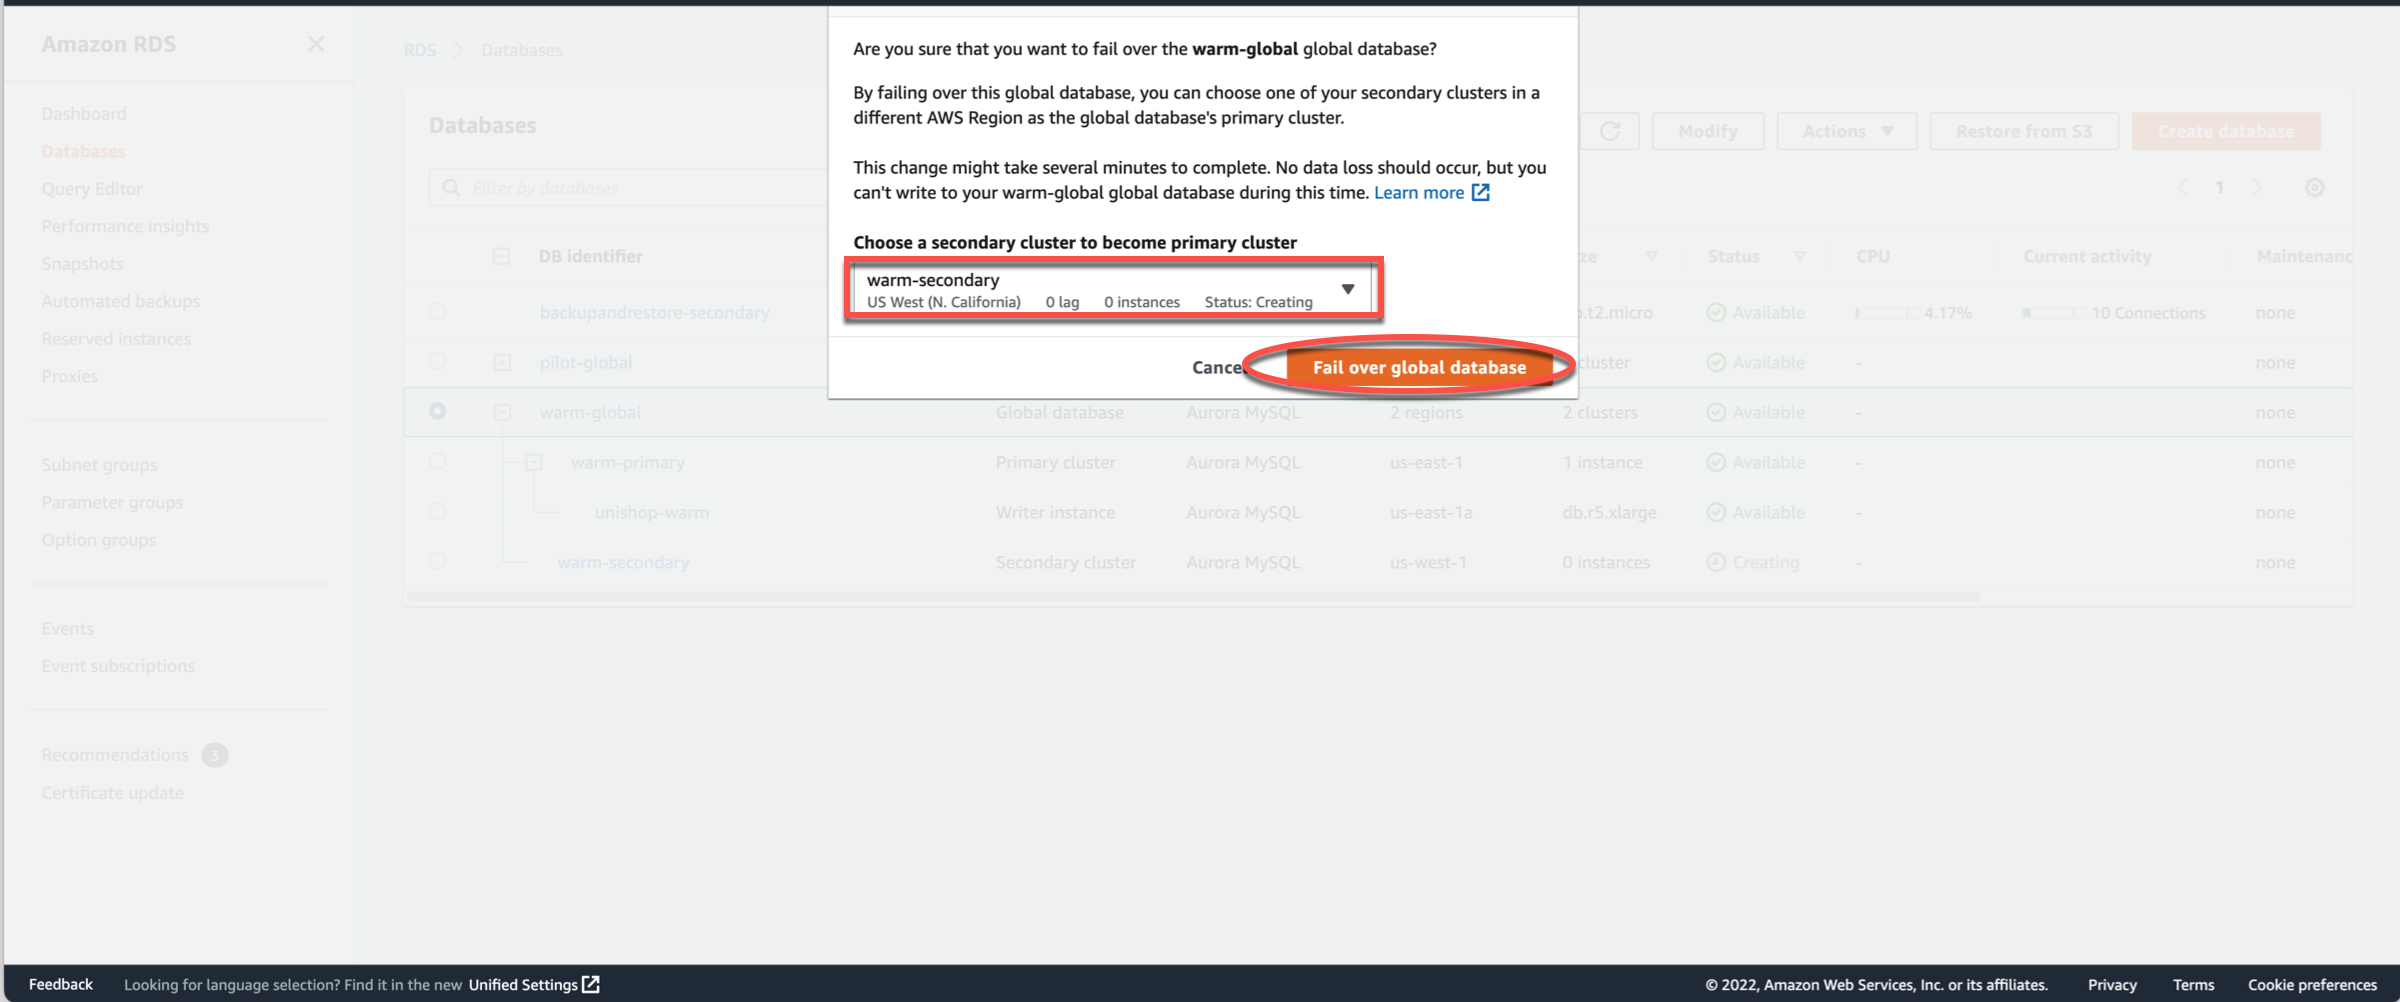 Amazon RDS
Dashboard
Databases
Query Editor
Performance insights
Snapshots
Automated backups
Reserved instances
Proxies
Subnet groups
Parameter groups
Option groups
Events
Event subscriptions
Recommendations 3
Certificate update
RDS > Databases
Databases
Modify
Actions
Restore from S3
Create database
Filter by databases
1
Are you sure that you want to fail over the warm-global global database?
By failing over this global database, you can choose one of your secondary clusters in a
different AWS Region as the global database's primary cluster.
This change might take several minutes to complete. No data loss should occur, but you
can't write to your warm-global global database during this time. Learn more
Choose a secondary cluster to become primary cluster
warm-secondary
US West (N. California) 0 lag 0 instances Status: Creating
Fail over global database
DB identifier Status CPU Current activity
backupandrestore-secondary Available 4.17% 10 Connections none
pilot-global cluster Available - none
warm-global Global database Aurora MySQL 2 regions 2 clusters Available - none
warm-primary Primary cluster Aurora MySQL us-east-1 1 instance Available - none
unishop-warm Writer instance Aurora MySQL us-east-1a db.r5.xlarge Available - none
warm-secondary Secondary cluster Aurora MySQL us-west-1 0 instances Creating - none
Feedback Looking for language selection? Find it in the new Unified Settings
© 2022, Amazon Web Services, Inc. or its affiliates. Privacy Terms Cookie preferences